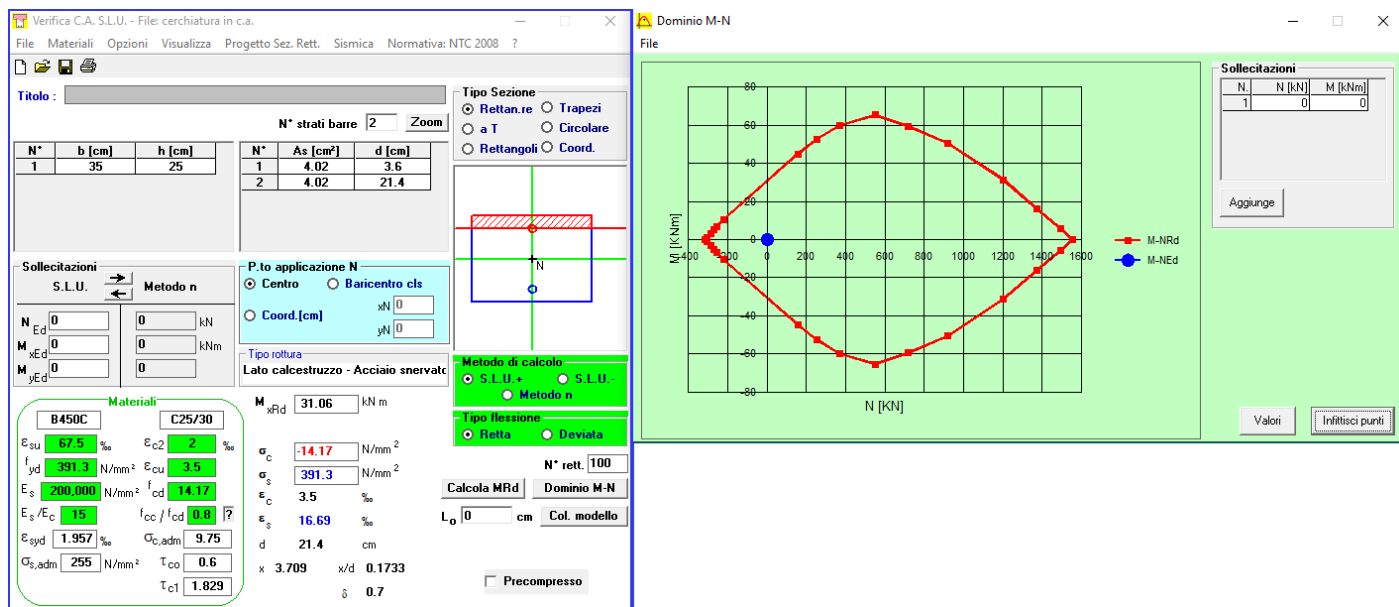 Verifica C.A. S.L.U. - File: cerchiatura in c.a.
File Materiali Opzioni Visualizza Progetto Sez. Rett. Sismica Normativa: NTC 2008 ?
Titolo :
N° strati barre 2 Zoom
N° b [cm] h [cm]
1 35 25
N° As [cm²] d [cm]
1 4.02 3.6
2 4.02 21.4
Tipo Sezione
Rettan.re Trapezi
a T Circolare
Rettangoli Coord.
N
Sollecitazioni
S.L.U. Metodo n
N Ed 0 0 kN
M xEd 0 0 kNm
M yEd 0 0
P.to applicazione N
Centro Baricentro cls
Coord.[cm] xN 0
yN 0
Tipo rottura
Lato calcestruzzo - Acciaio snervato
Metodo di calcolo
S.L.U.+ S.L.U.-
Metodo n
Tipo flessione
Retta Deviata
N° rett. 100
Calcola MRd Dominio M-N
L o 0 cm Col. modello
Precompresso
Materiali
B450C C25/30
εsu 67.5 ‰ εc2 2 ‰
fyd 391.3 N/mm² εcu 3.5
Es 200,000 N/mm² fcd 14.17
Es/Ec 15 fcc / fcd 0.8 ?
εsyd 1.957 ‰ σc,adm 9.75
σs,adm 255 N/mm² τco 0.6
τc1 1.829
M xRd 31.06 kN m
σc -14.17 N/mm²
σs 391.3 N/mm²
εc 3.5 ‰
εs 16.69 ‰
d 21.4 cm
x 3.709 x/d 0.1733
δ 0.7
Dominio M-N
File
80
60
40
20
0
-400 -200 0 200 400 600 800 1000 1200 1400 1600
-20
-40
-60
-80
M [KNm]
N [KN]
M-NRd
M-NEd
Sollecitazioni
N. N [kN] M [kNm]
1 0 0
Aggiunge
Valori Infittisci punti